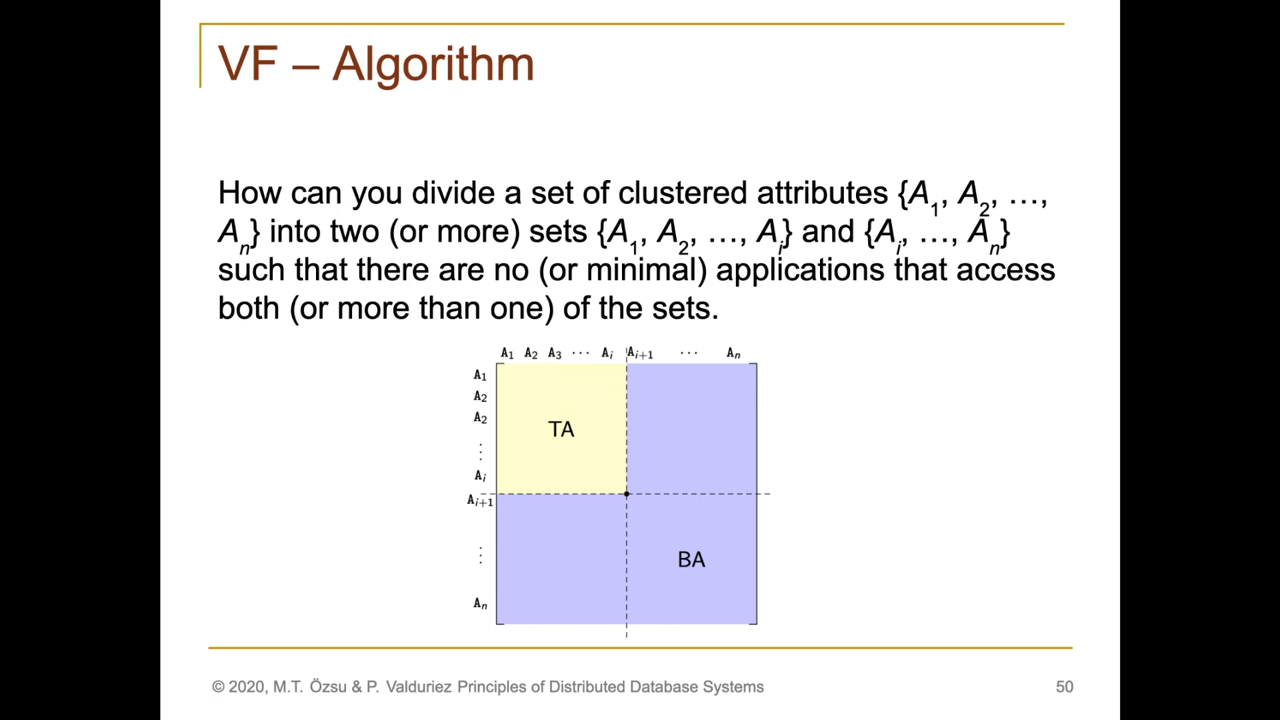 VF – Algorithm
How can you divide a set of clustered attributes {A1, A2, …,
An} into two (or more) sets {A1, A2, …, Ai} and {Ai, …, An}
such that there are no (or minimal) applications that access
both (or more than one) of the sets.
A1 A2 A3 ··· Ai Ai+1 ··· An
A1
A2
A2
⋮
Ai
Ai+1
⋮
An
TA
BA
© 2020, M.T. Özsu & P. Valduriez Principles of Distributed Database Systems 50